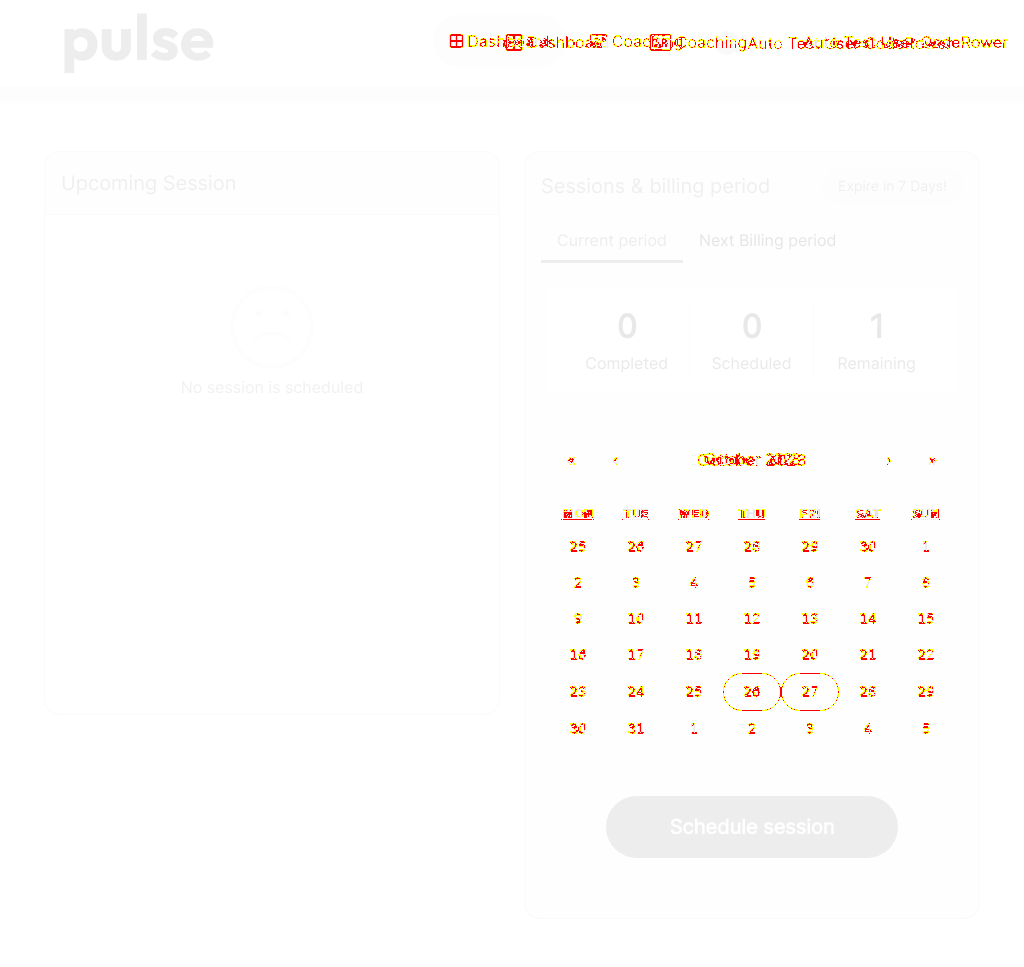 pulse
Dashboard Coaching
Upcoming Session
No session is scheduled
Sessions & billing period
Expire in 7 Days!
Current period Next Billing period
0 0 1
Completed Scheduled Remaining
« ‹ October 2023 › »
MON TUE WED THU FRI SAT SUN
25 26 27 28 29 30 1
2 3 4 5 6 7 8
9 10 11 12 13 14 15
16 17 18 19 20 21 22
23 24 25 26 27 28 29
30 31 1 2 3 4 5
Schedule session